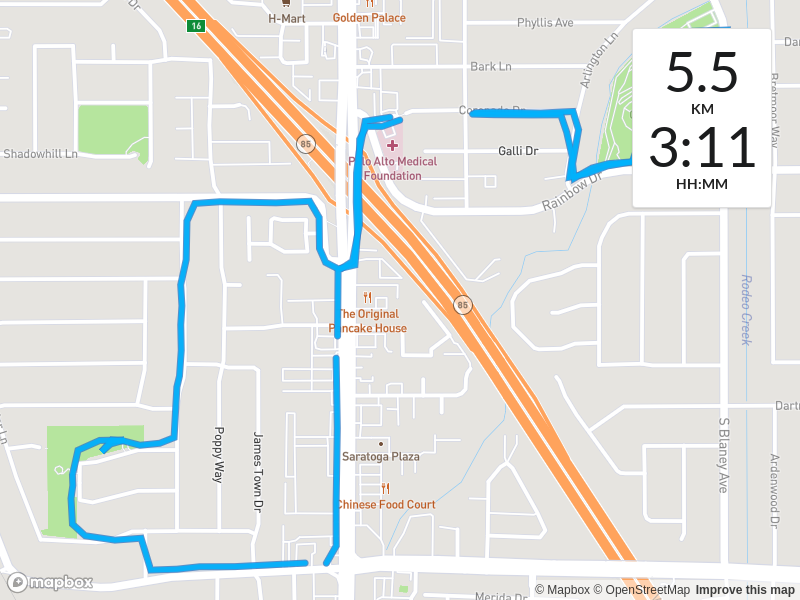 Dr
H-Mart
Golden Palace
16
Phyllis Ave
Arlington Ln
Bark Ln
5.5
KM
3:11
HH:MM
Bretmoor Way
85
Shadowhill Ln
Palo Alto Medical
Foundation
Galli Dr
Rainbow Dr
85
The Original
Pancake House
Rodeo Creek
Poppy Way
James Town Dr
Saratoga Plaza
Chinese Food Court
S Blaney Ave
Ardenwood Dr
Merida Dr
mapbox
© Mapbox © OpenStreetMap Improve this map